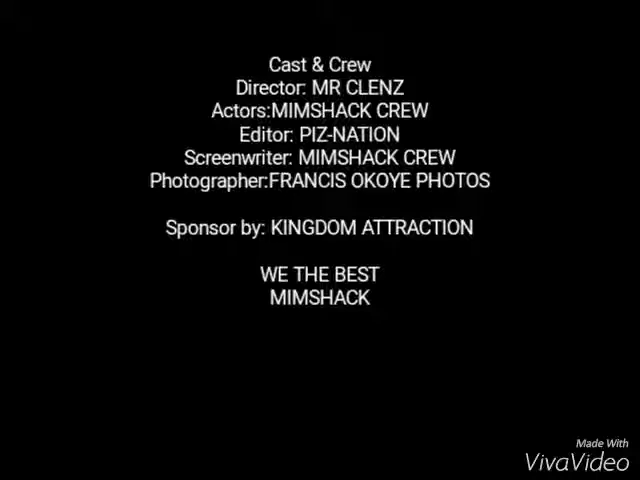 Cast & Crew
Director: MR CLENZ
Actors:MIMSHACK CREW
Editor: PIZ-NATION
Screenwriter: MIMSHACK CREW
Photographer:FRANCIS OKOYE PHOTOS
Sponsor by: KINGDOM ATTRACTION
WE THE BEST
MIMSHACK
Made With
VivaVideo